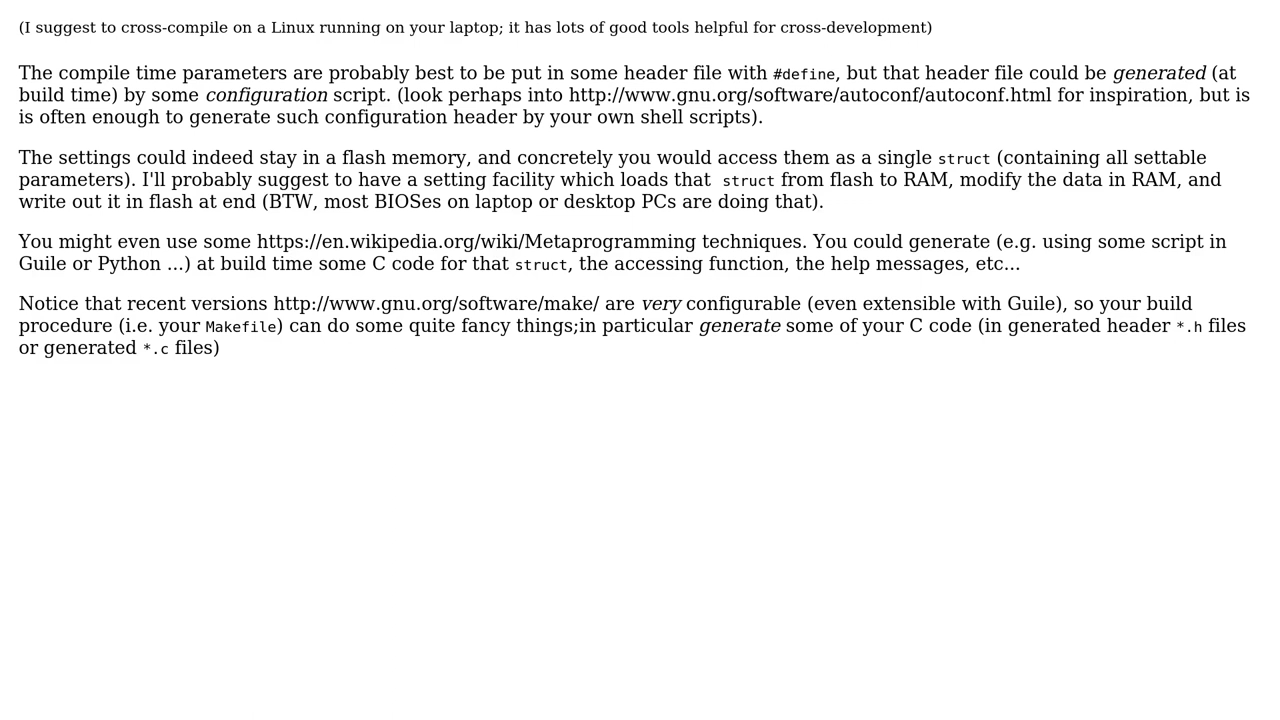 (I suggest to cross-compile on a Linux running on your laptop; it has lots of good tools helpful for cross-development)
The compile time parameters are probably best to be put in some header file with #define, but that header file could be generated (at
build time) by some configuration script. (look perhaps into http://www.gnu.org/software/autoconf/autoconf.html for inspiration, but is
is often enough to generate such configuration header by your own shell scripts).
The settings could indeed stay in a flash memory, and concretely you would access them as a single struct (containing all settable
parameters). I'll probably suggest to have a setting facility which loads that struct from flash to RAM, modify the data in RAM, and
write out it in flash at end (BTW, most BIOSes on laptop or desktop PCs are doing that).
You might even use some https://en.wikipedia.org/wiki/Metaprogramming techniques. You could generate (e.g. using some script in
Guile or Python ...) at build time some C code for that struct, the accessing function, the help messages, etc...
Notice that recent versions http://www.gnu.org/software/make/ are very configurable (even extensible with Guile), so your build
procedure (i.e. your Makefile) can do some quite fancy things;in particular generate some of your C code (in generated header *.h files
or generated *.c files)